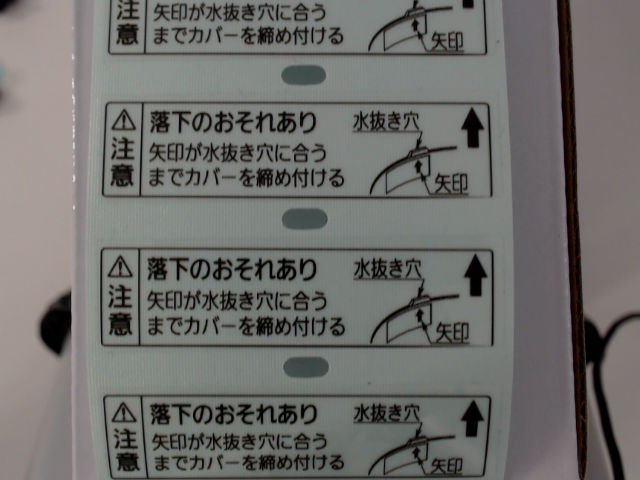 注意
矢印が水抜き穴に合う
までカバーを締め付ける
矢印
注意
落下のおそれあり
矢印が水抜き穴に合う
までカバーを締め付ける
水抜き穴
矢印
注意
落下のおそれあり
矢印が水抜き穴に合う
までカバーを締め付ける
水抜き穴
矢印
注意
落下のおそれあり
矢印が水抜き穴に合う
までカバーを締め付ける
水抜き穴
矢印